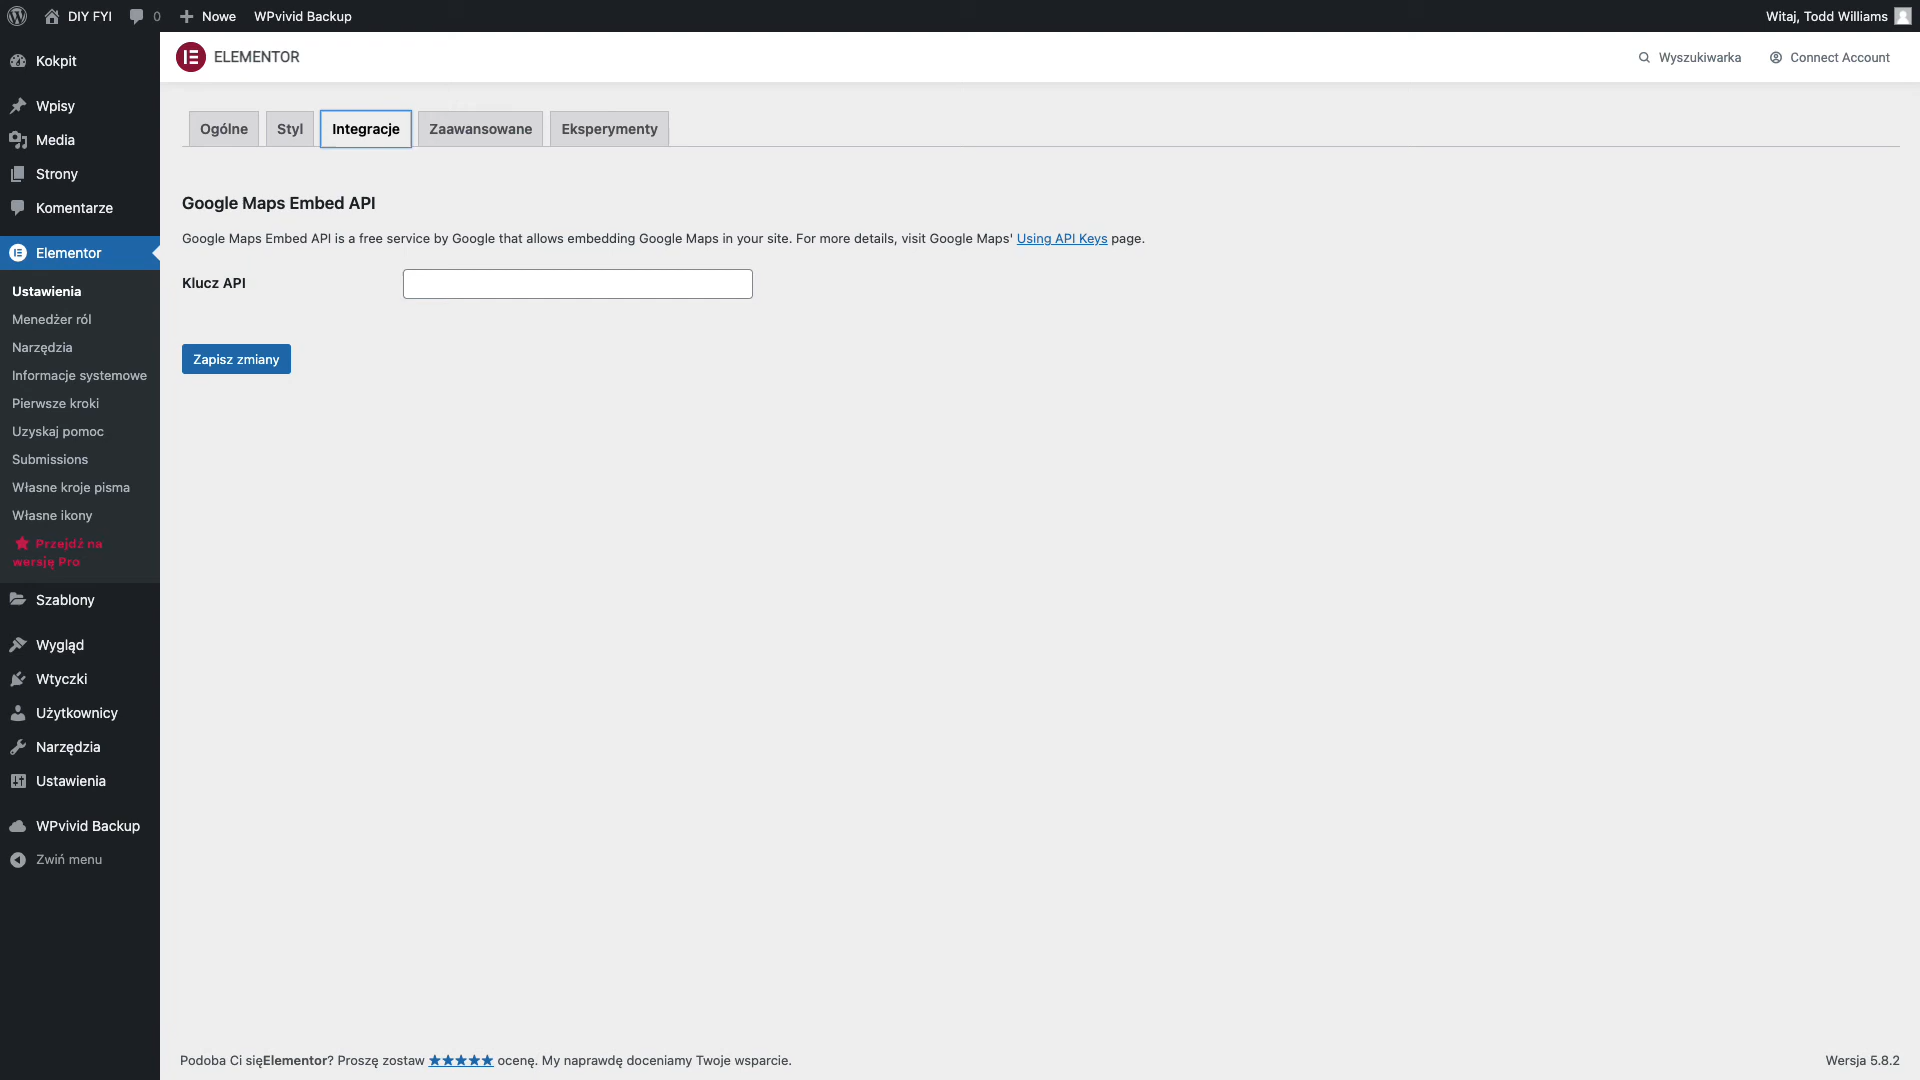 DIY FYI
0
Nowe
WPvivid Backup
Witaj, Todd Williams
Kokpit
Wpisy
Media
Strony
Komentarze
Elementor
Ustawienia
Menedżer ról
Narzędzia
Informacje systemowe
Pierwsze kroki
Uzyskaj pomoc
Submissions
Własne kroje pisma
Własne ikony
Przejdź na
wersję Pro
Szablony
Wygląd
Wtyczki
Użytkownicy
Narzędzia
Ustawienia
WPvivid Backup
Zwiń menu
ELEMENTOR
Wyszukiwarka
Connect Account
Ogólne
Styl
Integracje
Zaawansowane
Eksperymenty
Google Maps Embed API
Google Maps Embed API is a free service by Google that allows embedding Google Maps in your site. For more details, visit Google Maps' Using API Keys page.
Klucz API
Zapisz zmiany
Podoba Ci sięElementor? Proszę zostaw ★★★★★ ocenę. My naprawdę doceniamy Twoje wsparcie.
Wersja 5.8.2